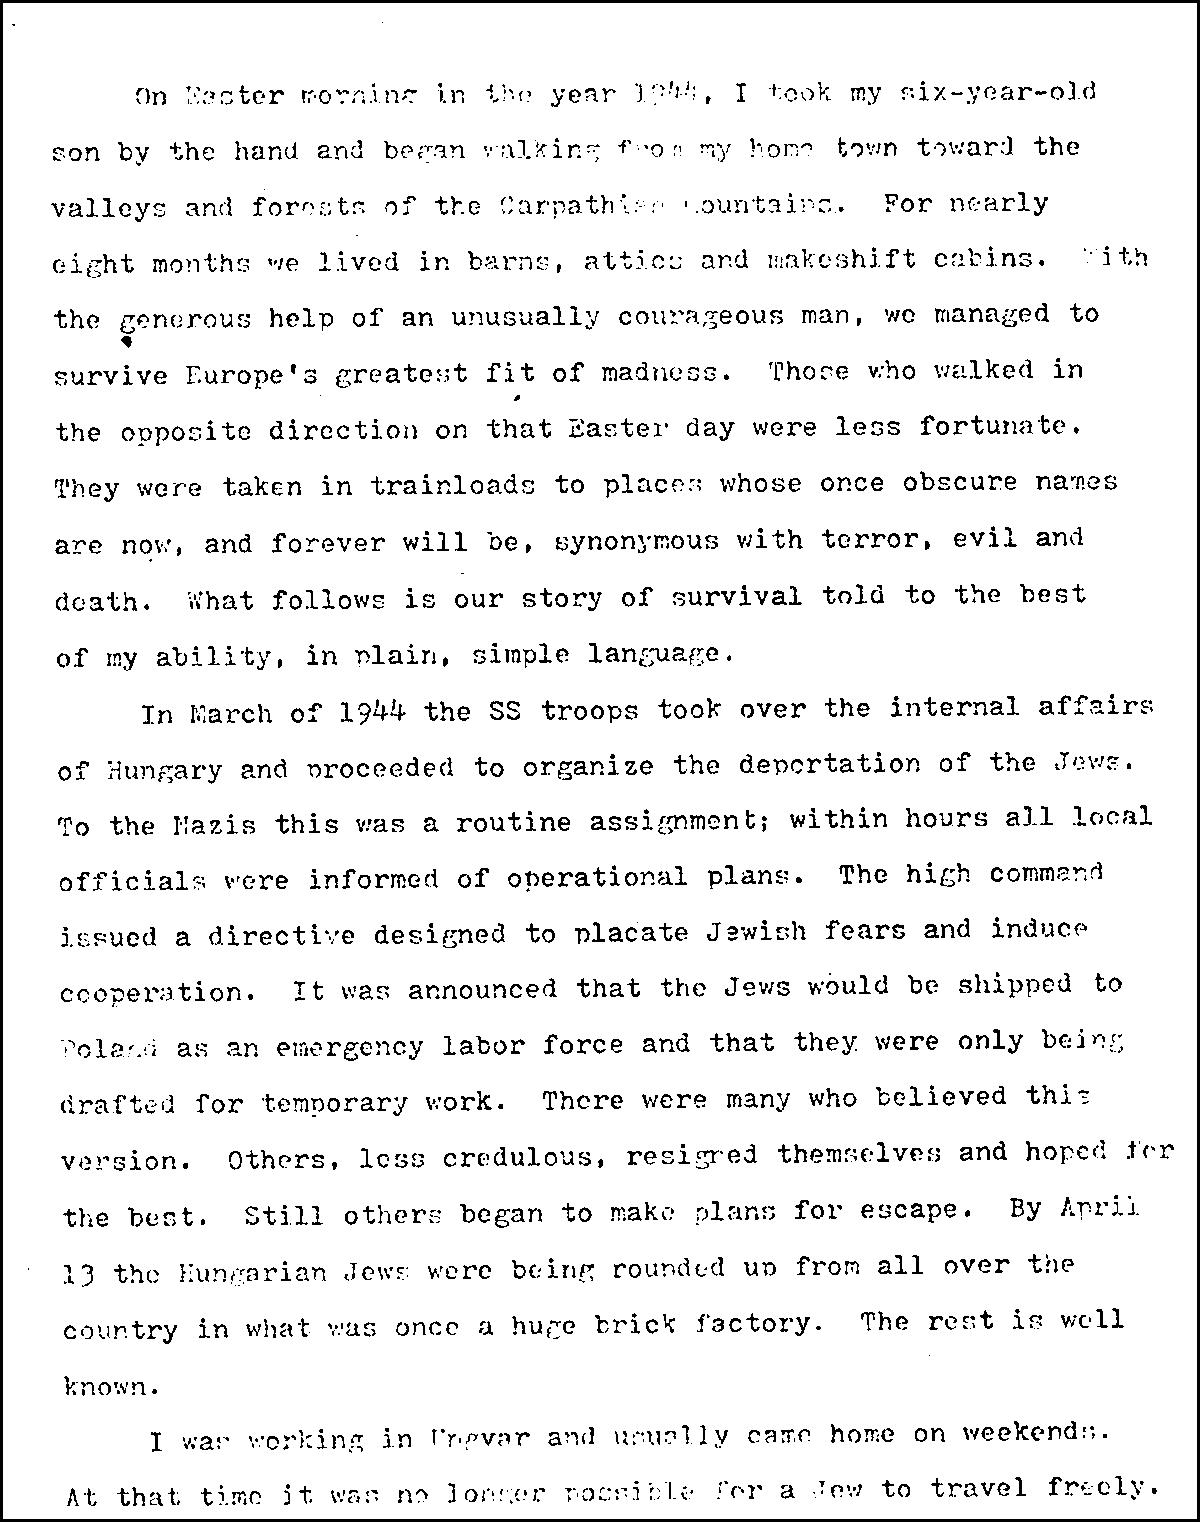 On Easter morning in the year 1944, I took my six-year-old
son by the hand and began walking from my home town toward the
valleys and forests of the Carpathian Mountains. For nearly
eight months we lived in barns, attics and makeshift cabins. With
the generous help of an unusually courageous man, we managed to
survive Europe's greatest fit of madness. Those who walked in
the opposite direction on that Easter day were less fortunate.
They were taken in trainloads to places whose once obscure names
are now, and forever will be, synonymous with terror, evil and
death. What follows is our story of survival told to the best
of my ability, in plain, simple language.
In March of 1944 the SS troops took over the internal affairs
of Hungary and proceeded to organize the deportation of the Jews.
To the Nazis this was a routine assignment; within hours all local
officials were informed of operational plans. The high command
issued a directive designed to placate Jewish fears and induce
cooperation. It was announced that the Jews would be shipped to
Poland as an emergency labor force and that they were only being
drafted for temporary work. There were many who believed this
version. Others, less credulous, resigned themselves and hoped for
the best. Still others began to make plans for escape. By April
13 the Hungarian Jews were being rounded up from all over the
country in what was once a huge brick factory. The rest is well
known.
I was working in Ungvar and usually came home on weekends.
At that time it was no longer possible for a Jew to travel freely.